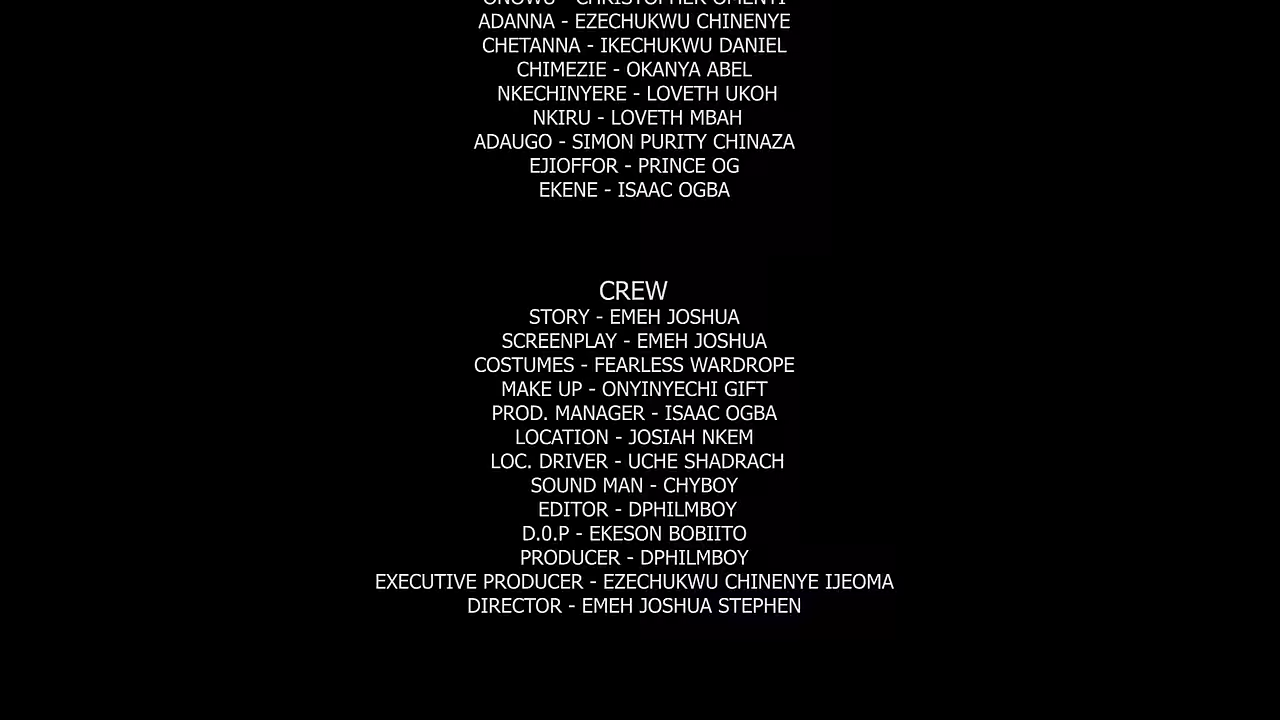 ONOWU - CHRISTOPHER OMENYI
ADANNA - EZECHUKWU CHINENYE
CHETANNA - IKECHUKWU DANIEL
CHIMEZIE - OKANYA ABEL
NKECHINYERE - LOVETH UKOH
NKIRU - LOVETH MBAH
ADAUGO - SIMON PURITY CHINAZA
EJIOFFOR - PRINCE OG
EKENE - ISAAC OGBA
CREW
STORY - EMEH JOSHUA
SCREENPLAY - EMEH JOSHUA
COSTUMES - FEARLESS WARDROPE
MAKE UP - ONYINYECHI GIFT
PROD. MANAGER - ISAAC OGBA
LOCATION - JOSIAH NKEM
LOC. DRIVER - UCHE SHADRACH
SOUND MAN - CHYBOY
EDITOR - DPHILMBOY
D.0.P - EKESON BOBIITO
PRODUCER - DPHILMBOY
EXECUTIVE PRODUCER - EZECHUKWU CHINENYE IJEOMA
DIRECTOR - EMEH JOSHUA STEPHEN